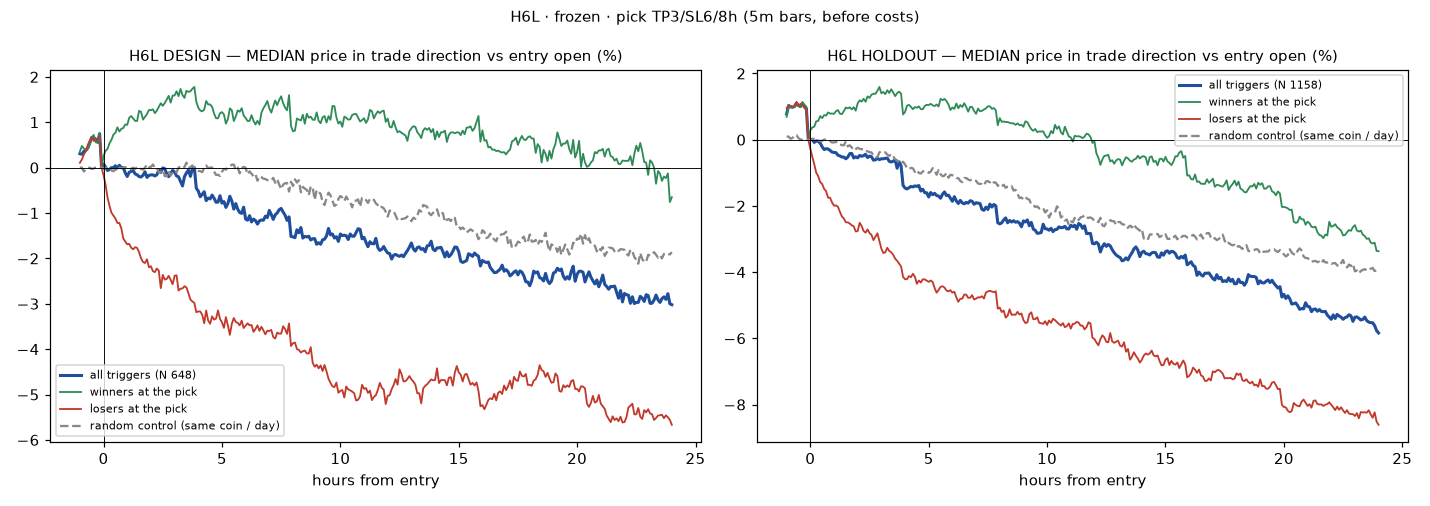 H6L · frozen · pick TP3/SL6/8h (5m bars, before costs)
H6L DESIGN — MEDIAN price in trade direction vs entry open (%)
2
1
0
−1
−2
−3
−4
−5
−6
all triggers (N 648)
winners at the pick
losers at the pick
random control (same coin / day)
0
5
10
15
20
25
hours from entry
H6L HOLDOUT — MEDIAN price in trade direction vs entry open (%)
2
0
−2
−4
−6
−8
all triggers (N 1158)
winners at the pick
losers at the pick
random control (same coin / day)
0
5
10
15
20
25
hours from entry